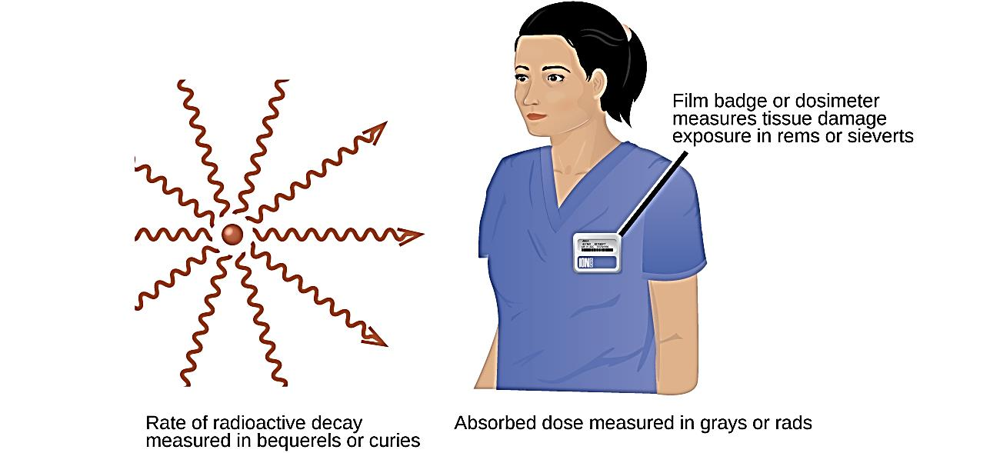 Film badge or dosimeter
measures tissue damage
exposure in rems or sieverts
ION
Rate of radioactive decay
measured in bequerels or curies
Absorbed dose measured in grays or rads